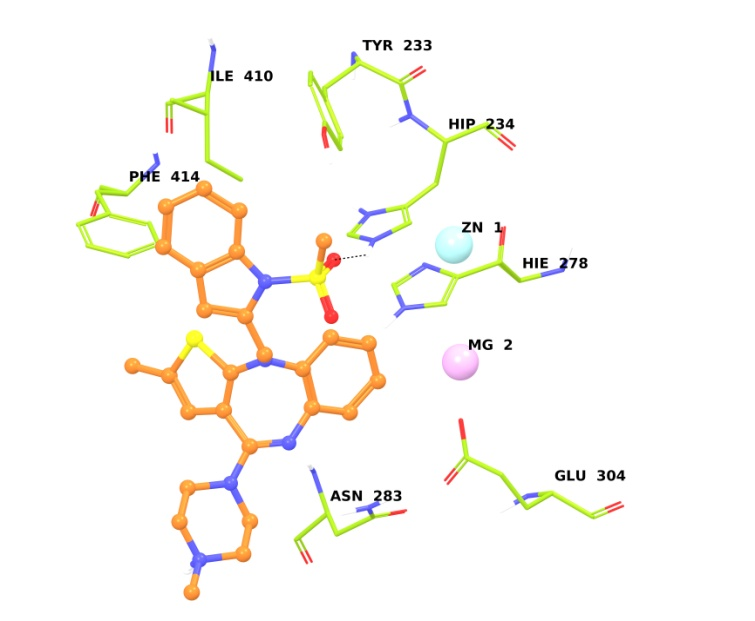 TYR 233
ILE 410
HIP 234
PHE 414
ZN 1
HIE 278
MG 2
GLU 304
ASN 283